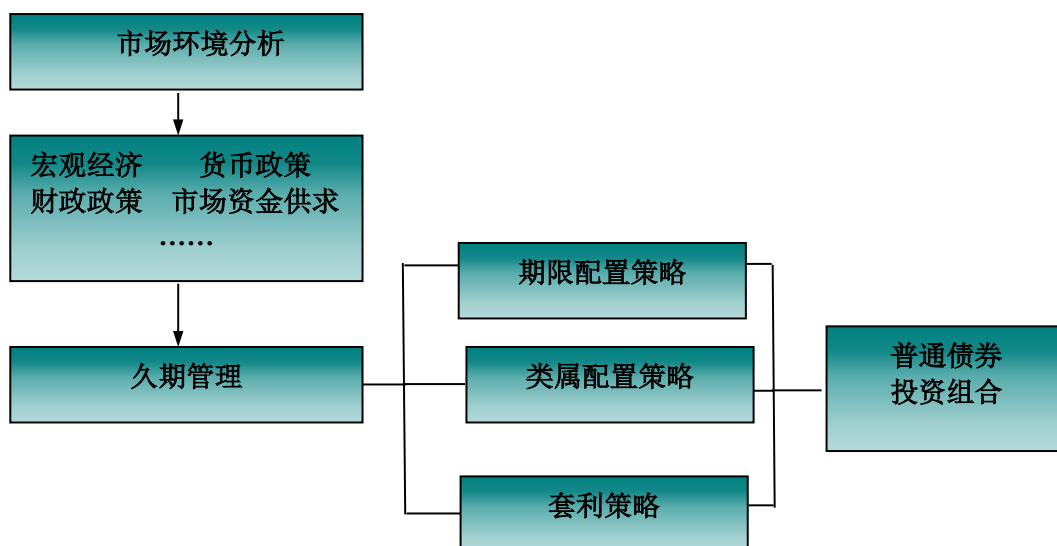 市场环境分析
宏观经济 货币政策
财政政策 市场资金供求
……
久期管理
期限配置策略
类属配置策略
套利策略
普通债券
投资组合